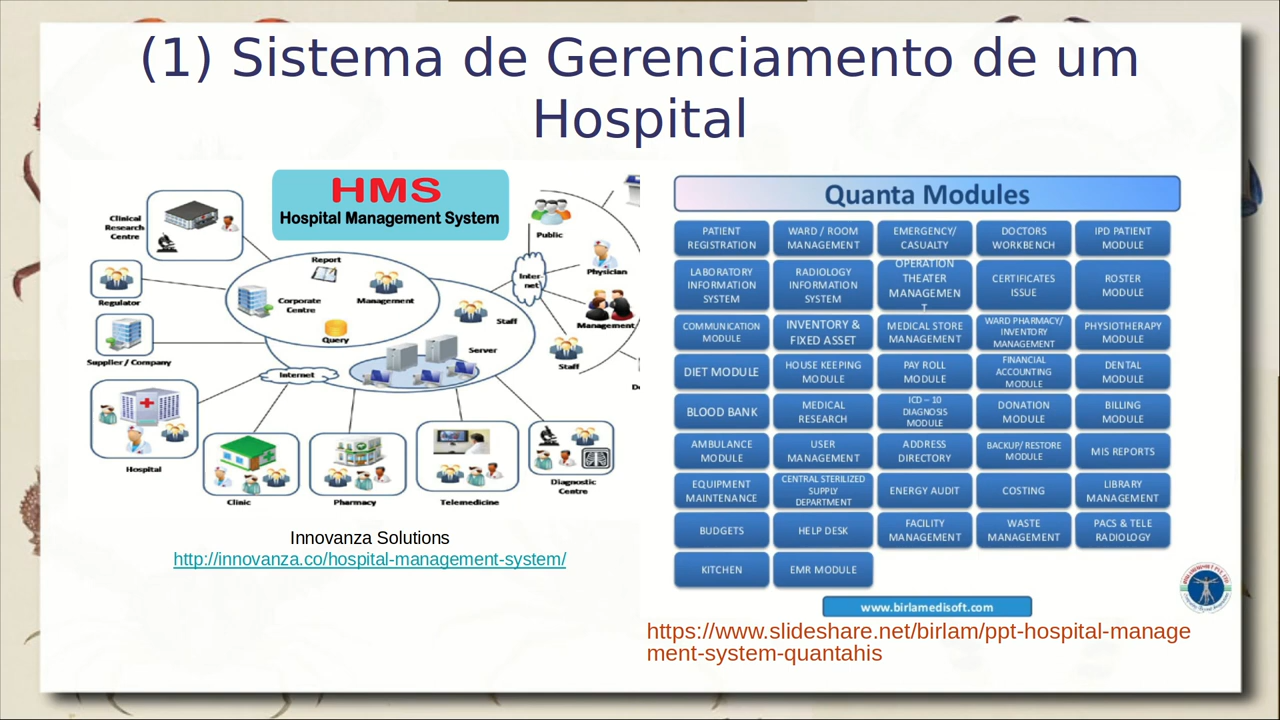 (1) Sistema de Gerenciamento de um
Hospital
HMS
Hospital Management System
Clinical
Research
Centre
Regulator
Supplier / Company
Report
Corporate
Centre
Management
Query
Staff
Server
Internet
Public
Inter-
net
Physician
Management
Staff
Hospital
Clinic
Pharmacy
Telemedicine
Diagnostic
Centre
Innovanza Solutions
http://innovanza.co/hospital-management-system/
Quanta Modules
PATIENT
REGISTRATION
WARD / ROOM
MANAGEMENT
EMERGENCY/
CASUALTY
DOCTORS
WORKBENCH
IPD PATIENT
MODULE
LABORATORY
INFORMATION
SYSTEM
RADIOLOGY
INFORMATION
SYSTEM
OPERATION
THEATER
MANAGEMEN
T
CERTIFICATES
ISSUE
ROSTER
MODULE
COMMUNICATION
MODULE
INVENTORY &
FIXED ASSET
MEDICAL STORE
MANAGEMENT
WARD PHARMACY/
INVENTORY
MANAGEMENT
PHYSIOTHERAPY
MODULE
DIET MODULE
HOUSE KEEPING
MODULE
PAY ROLL
MODULE
FINANCIAL
ACCOUNTING
MODULE
DENTAL
MODULE
BLOOD BANK
MEDICAL
RESEARCH
ICD – 10
DIAGNOSIS
MODULE
DONATION
MODULE
BILLING
MODULE
AMBULANCE
MODULE
USER
MANAGEMENT
ADDRESS
DIRECTORY
BACKUP/ RESTORE
MODULE
MIS REPORTS
EQUIPMENT
MAINTENANCE
CENTRAL STERILIZED
SUPPLY
DEPARTMENT
ENERGY AUDIT
COSTING
LIBRARY
MANAGEMENT
BUDGETS
HELP DESK
FACILITY
MANAGEMENT
WASTE
MANAGEMENT
PACS & TELE
RADIOLOGY
KITCHEN
EMR MODULE
www.birlamedisoft.com
https://www.slideshare.net/birlam/ppt-hospital-manage
ment-system-quantahis